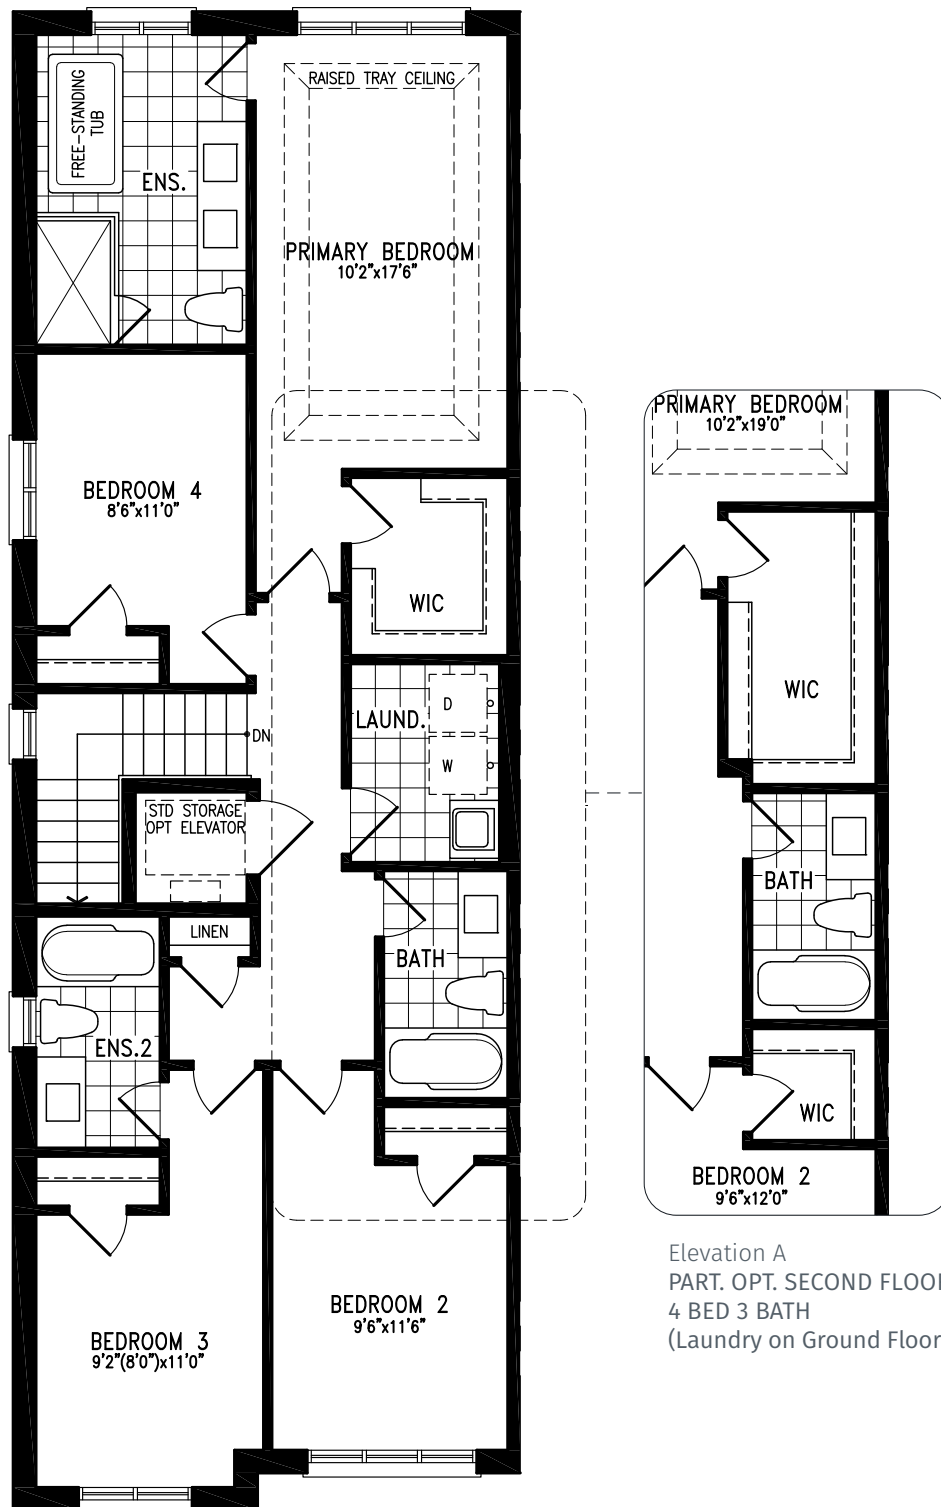 RAISED TRAY CEILING
FREE-STANDING
TUB
ENS.
PRIMARY BEDROOM
10'2"x17'6"
BEDROOM 4
8'6"x11'0"
WIC
LAUND.
D
W
DN
STD STORAGE
OPT ELEVATOR
LINEN
BATH
ENS.2
BEDROOM 2
9'6"x11'6"
BEDROOM 3
9'2"(8'0")x11'0"
PRIMARY BEDROOM
10'2"x19'0"
WIC
BATH
WIC
BEDROOM 2
9'6"x12'0"
Elevation A
PART. OPT. SECOND FLOOR
4 BED 3 BATH
(Laundry on Ground Floor